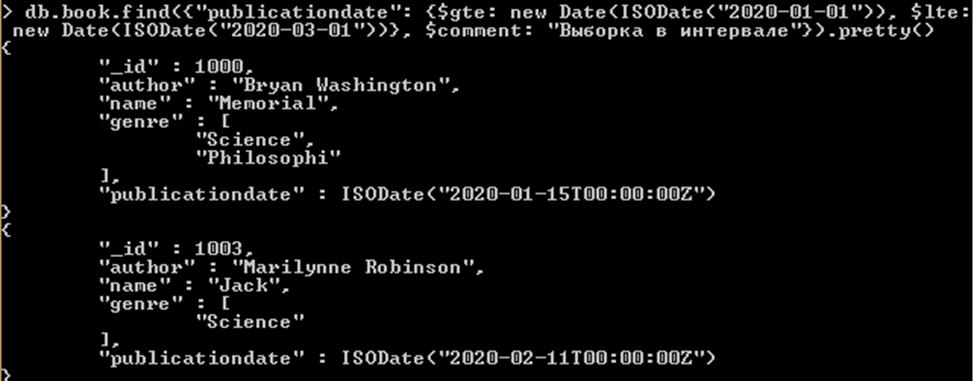 > db.book.find({"publicationdate": {$gte: new Date(ISODate("2020-01-01")), $lte:
 new Date(ISODate("2020-03-01"))}, $comment: "Выборка в интервале"}).pretty()
{
        "_id" : 1000,
        "author" : "Bryan Washington",
        "name" : "Memorial",
        "genre" : [
                "Science",
                "Philosophi"
        ],
        "publicationdate" : ISODate("2020-01-15T00:00:00Z")
}
{
        "_id" : 1003,
        "author" : "Marilynne Robinson",
        "name" : "Jack",
        "genre" : [
                "Science"
        ],
        "publicationdate" : ISODate("2020-02-11T00:00:00Z")
}